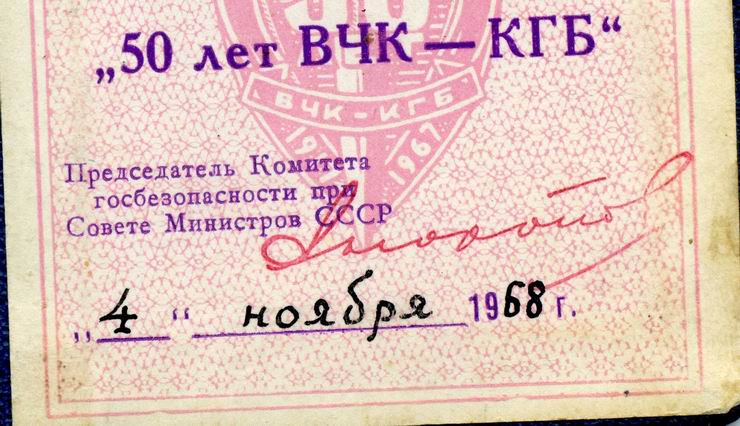 „50 лет ВЧК — КГБ“
ВЧК-КГБ
1967
Председатель Комитета
госбезопасности при
Совете Министров СССР
„4“ ноября 1968 г.